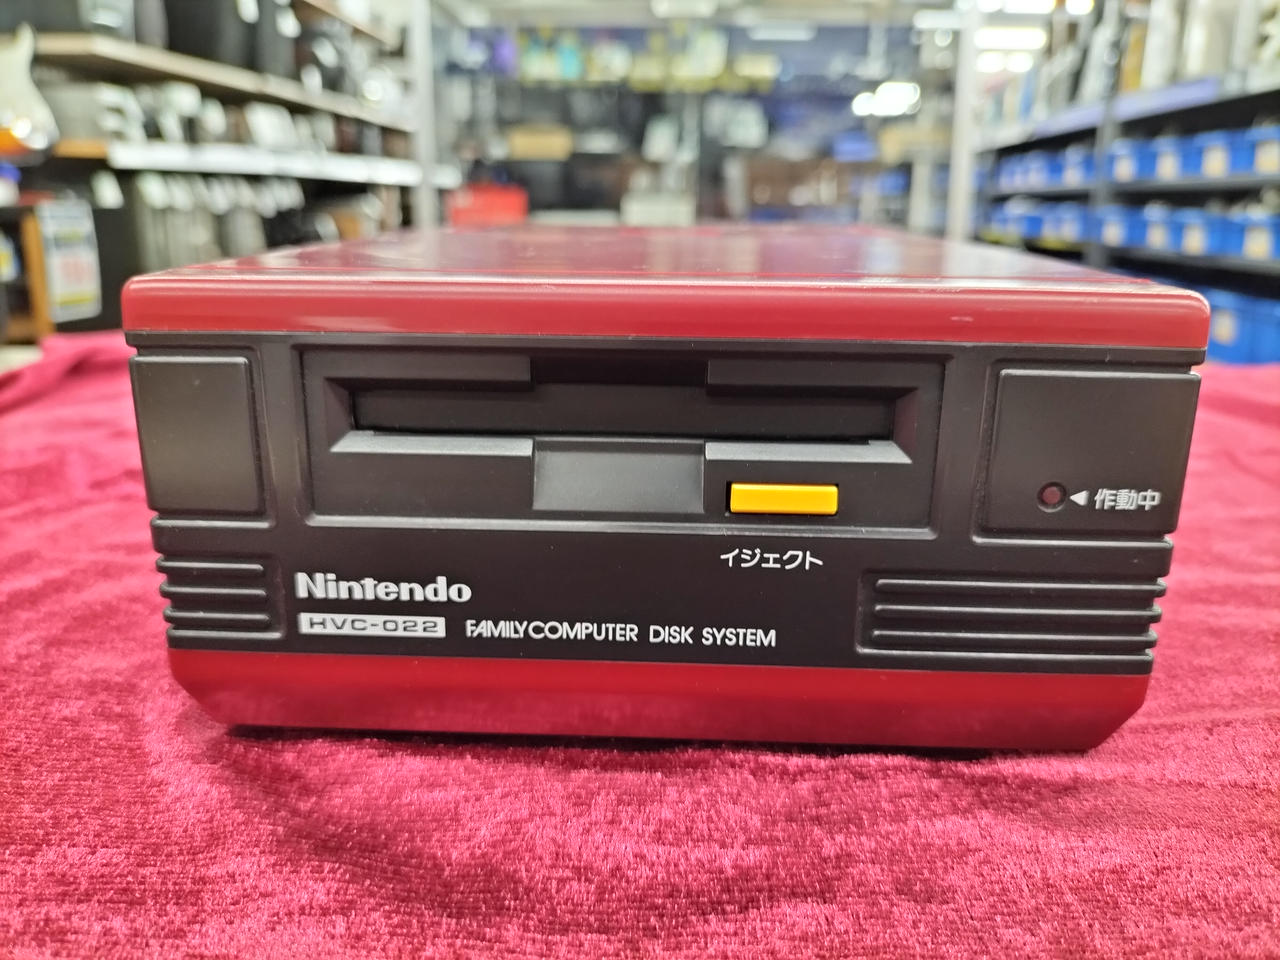 作動中
イジェクト
Nintendo
HVC-022 FAMILY COMPUTER DISK SYSTEM